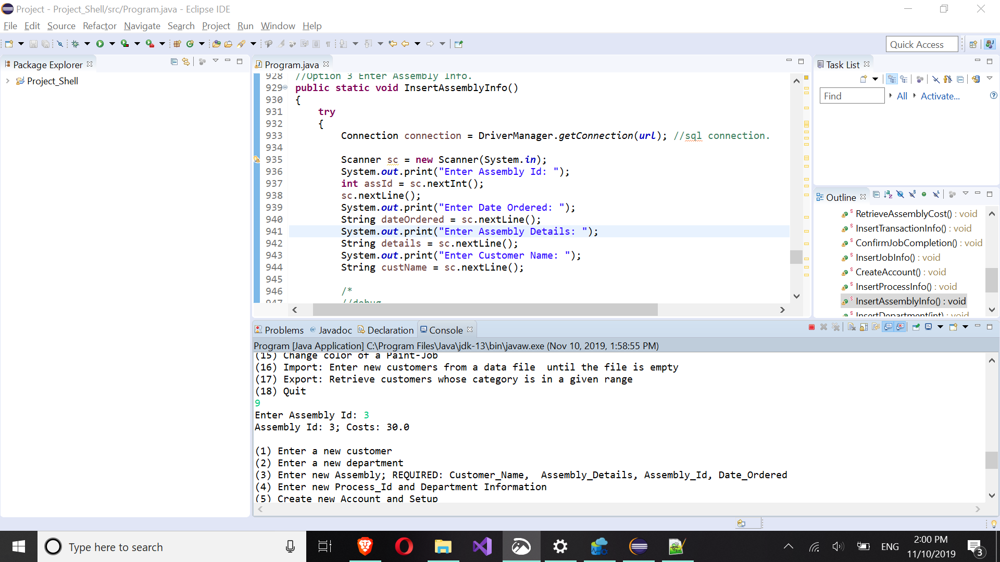 Project - Project_Shell/src/Program.java - Eclipse IDE
File Edit Source Refactor Navigate Search Project Run Window Help
Quick Access
Package Explorer
Project_Shell
Program.java
928 //Option 3 Enter Assembly Info.
929 public static void InsertAssemblyInfo()
930 {
931 try
932 {
933 Connection connection = DriverManager.getConnection(url); //sql connection.
934
935 Scanner sc = new Scanner(System.in);
936 System.out.print("Enter Assembly Id: ");
937 int assId = sc.nextInt();
938 sc.nextLine();
939 System.out.print("Enter Date Ordered: ");
940 String dateOrdered = sc.nextLine();
941 System.out.print("Enter Assembly Details: ");
942 String details = sc.nextLine();
943 System.out.print("Enter Customer Name: ");
944 String custName = sc.nextLine();
945
946 /*
947 //debug
Task List
Find All Activate...
Outline
RetrieveAssemblyCost() : void
InsertTransactionInfo() : void
ConfirmJobCompletion() : void
InsertJobInfo() : void
CreateAccount() : void
InsertProcessInfo() : void
InsertAssemblyInfo() : void
InsertDepartment(int) : void
Problems @ Javadoc Declaration Console
Program [Java Application] C:\Program Files\Java\jdk-13\bin\javaw.exe (Nov 10, 2019, 1:58:55 PM)
(15) Change color of a Paint-Job
(16) Import: Enter new customers from a data file  until the file is empty
(17) Export: Retrieve customers whose category is in a given range
(18) Quit
9
Enter Assembly Id: 3
Assembly Id: 3; Costs: 30.0
(1) Enter a new customer
(2) Enter a new department
(3) Enter new Assembly; REQUIRED: Customer_Name,  Assembly_Details, Assembly_Id, Date_Ordered
(4) Enter new Process_Id and Department Information
(5) Create new Account and Setup
Type here to search
ENG
2:00 PM
11/10/2019
3